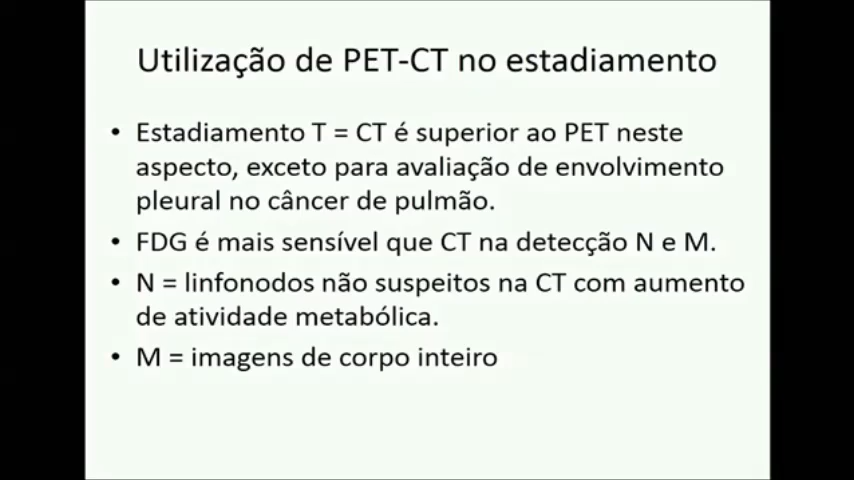 Utilização de PET-CT no estadiamento
• Estadiamento T = CT é superior ao PET neste
aspecto, exceto para avaliação de envolvimento
pleural no câncer de pulmão.
• FDG é mais sensível que CT na detecção N e M.
• N = linfonodos não suspeitos na CT com aumento
de atividade metabólica.
• M = imagens de corpo inteiro